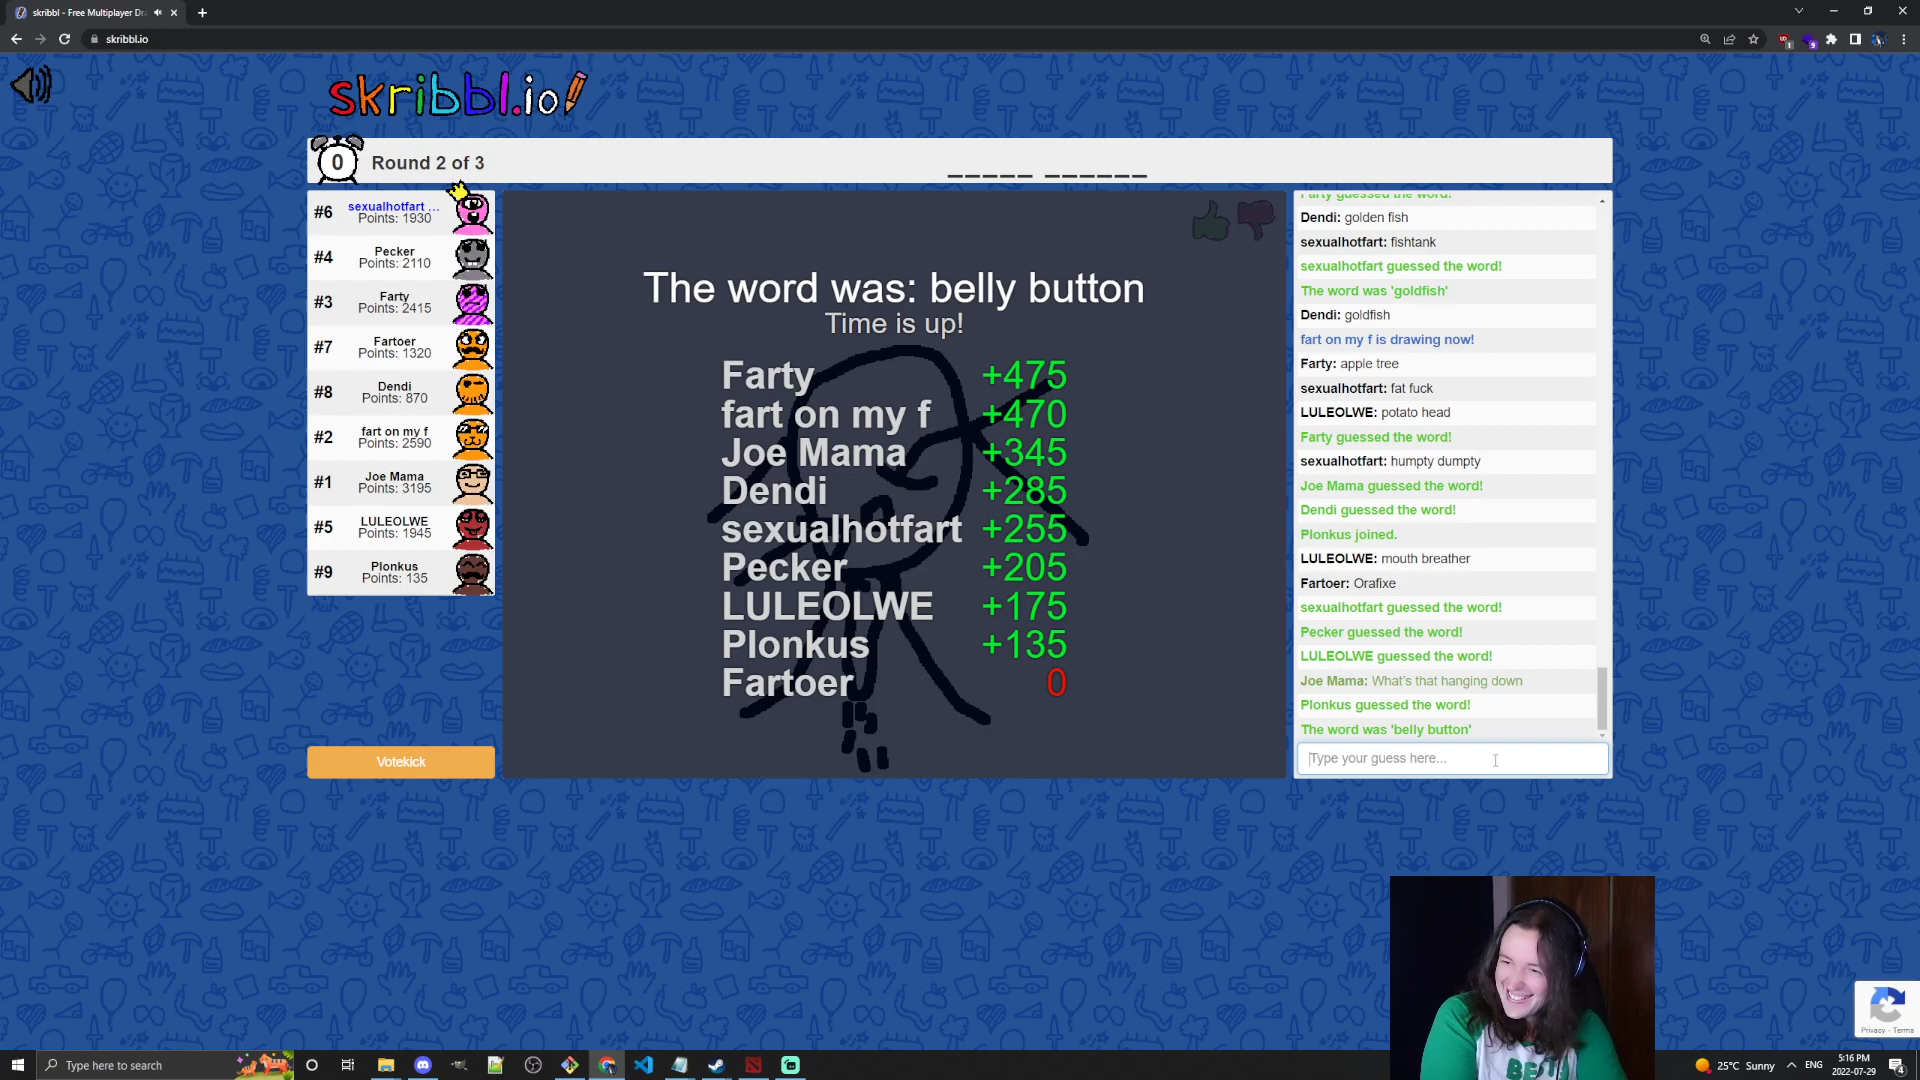 skribbl - Free Multiplayer Dr
skribbl.io
skribbl.io
0
Round 2 of 3
_____ ______
#6
sexualhotfart ...
Points: 1930
#4
Pecker
Points: 2110
#3
Farty
Points: 2415
#7
Fartoer
Points: 1320
#8
Dendi
Points: 870
#2
fart on my f
Points: 2590
#1
Joe Mama
Points: 3195
#5
LULEOLWE
Points: 1945
#9
Plonkus
Points: 135
Votekick
The word was: belly button
Time is up!
Farty +475
fart on my f +470
Joe Mama +345
Dendi +285
sexualhotfart +255
Pecker +205
LULEOLWE +175
Plonkus +135
Fartoer 0
Farty guessed the word!
Dendi: golden fish
sexualhotfart: fishtank
sexualhotfart guessed the word!
The word was 'goldfish'
Dendi: goldfish
fart on my f is drawing now!
Farty: apple tree
sexualhotfart: fat fuck
LULEOLWE: potato head
Farty guessed the word!
sexualhotfart: humpty dumpty
Joe Mama guessed the word!
Dendi guessed the word!
Plonkus joined.
LULEOLWE: mouth breather
Fartoer: Orafixe
sexualhotfart guessed the word!
Pecker guessed the word!
LULEOLWE guessed the word!
Joe Mama: What's that hanging down
Plonkus guessed the word!
The word was 'belly button'
Type your guess here...
Privacy - Terms
Type here to search
25°C Sunny
ENG
5:16 PM
2022-07-29
4